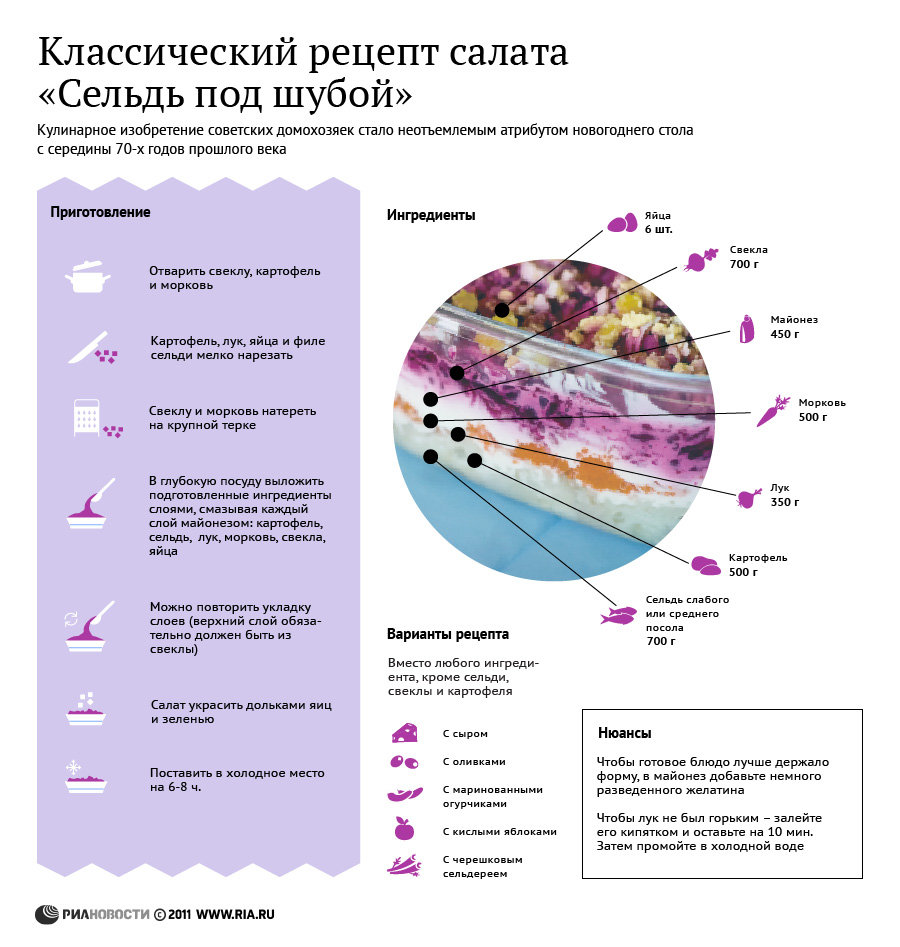 Классический рецепт салата
«Сельдь под шубой»
Кулинарное изобретение советских домохозяек стало неотъемлемым атрибутом новогоднего стола
с середины 70-х годов прошлого века
Приготовление
Отварить свеклу, картофель
и морковь
Картофель, лук, яйца и филе
сельди мелко нарезать
Свеклу и морковь натереть
на крупной терке
В глубокую посуду выложить
подготовленные ингредиенты
слоями, смазывая каждый
слой майонезом: картофель,
сельдь, лук, морковь, свекла,
яйца
Можно повторить укладку
слоев (верхний слой обяза-
тельно должен быть из
свеклы)
Салат украсить дольками яиц
и зеленью
Поставить в холодное место
на 6-8 ч.
Ингредиенты
Яйца
6 шт.
Свекла
700 г
Майонез
450 г
Морковь
500 г
Лук
350 г
Картофель
500 г
Сельдь слабого
или среднего
посола
700 г
Варианты рецепта
Вместо любого ингреди-
ента, кроме сельди,
свеклы и картофеля
С сыром
С оливками
С маринованными
огурчиками
С кислыми яблоками
С черешковым
сельдереем
Нюансы
Чтобы готовое блюдо лучше держало
форму, в майонез добавьте немного
разведенного желатина
Чтобы лук не был горьким – залейте
его кипятком и оставьте на 10 мин.
Затем промойте в холодной воде
РИАНОВОСТИ © 2011 WWW.RIA.RU